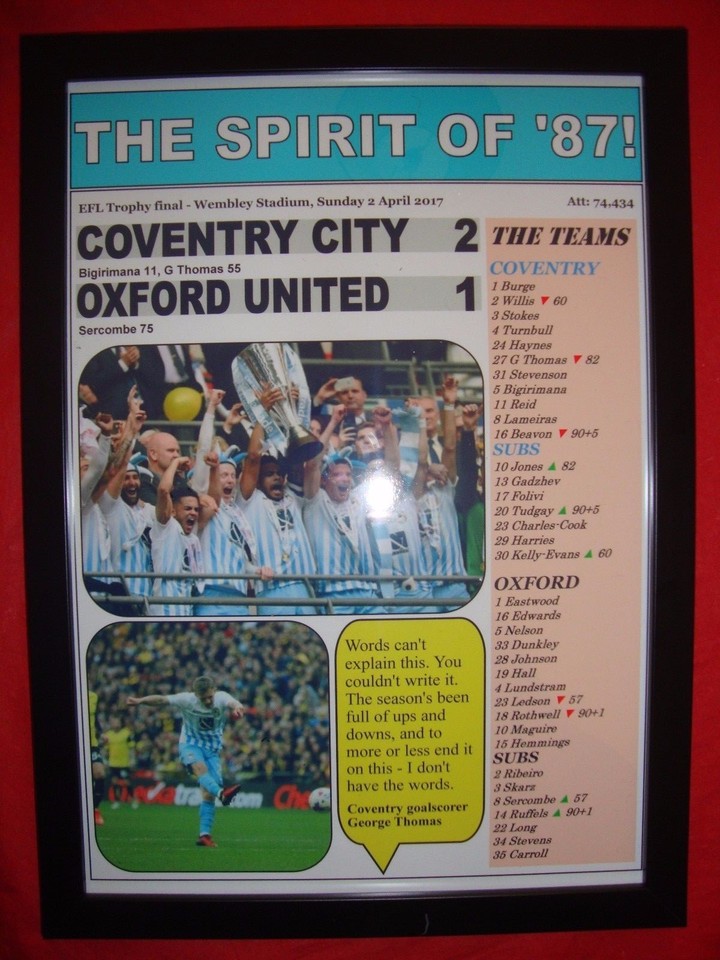 THE SPIRIT OF '87!
EFL Trophy final - Wembley Stadium, Sunday 2 April 2017
Att: 74,434
COVENTRY CITY 2
Bigirimana 11, G Thomas 55
OXFORD UNITED 1
Sercombe 75
Words can't
explain this. You
couldn't write it.
The season's been
full of ups and
downs, and to
more or less end it
on this - I don't
have the words.
Coventry goalscorer
George Thomas
THE TEAMS
COVENTRY
1 Burge
2 Willis ▼ 60
3 Stokes
4 Turnbull
24 Haynes
27 G Thomas ▼ 82
31 Stevenson
5 Bigirimana
11 Reid
8 Lameiras
16 Beavon ▼ 90+5
SUBS
10 Jones ▲ 82
13 Gadzhev
17 Folivi
20 Tudgay ▲ 90+5
23 Charles-Cook
29 Harries
30 Kelly-Evans ▲ 60
OXFORD
1 Eastwood
16 Edwards
5 Nelson
33 Dunkley
28 Johnson
19 Hall
4 Lundstram
23 Ledson ▼ 57
18 Rothwell ▼ 90+1
10 Maguire
15 Hemmings
SUBS
2 Ribeiro
3 Skarz
8 Sercombe ▲ 57
14 Ruffels ▲ 90+1
22 Long
34 Stevens
35 Carroll